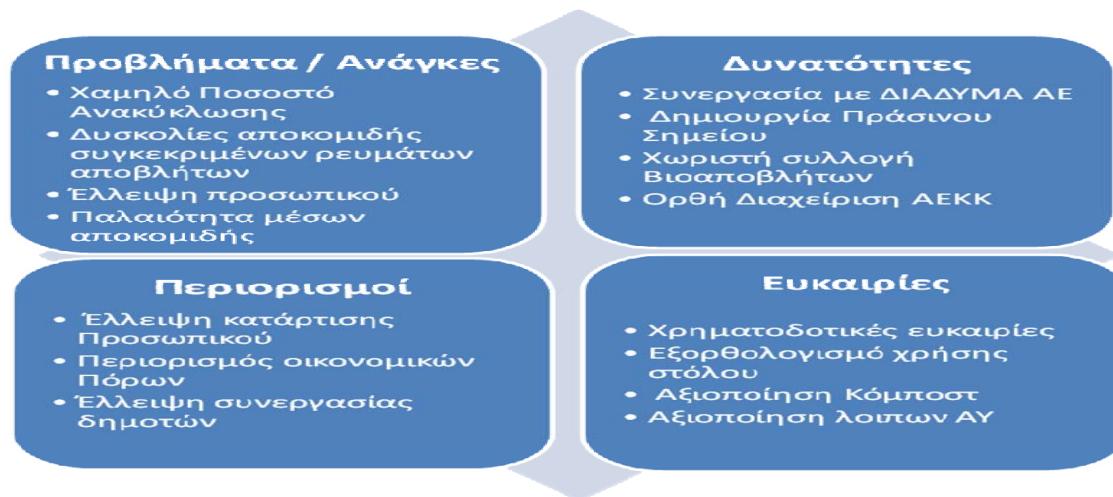 Προβλήματα / Ανάγκες
• Χαμηλό Ποσοστό
Ανακύκλωσης
• Δυσκολίες αποκομιδής
συγκεκριμένων ρευμάτων
αποβλήτων
• Έλλειψη προσωπικού
• Παλαιότητα μέσων
αποκομιδής
Δυνατότητες
• Συνεργασία με ΔΙΑΔΥΜΑ ΑΕ
• Δημιουργία Πράσινου
Σημείου
• Χωριστή συλλογή
Βιοαποβλήτων
• Ορθή Διαχείριση ΑΕΚΚ
Περιορισμοί
• Έλλειψη κατάρτισης
Προσωπικού
• Περιορισμός οικονομικών
Πόρων
• Έλλειψη συνεργασίας
δημοτών
Ευκαιρίες
• Χρηματοδοτικές ευκαιρίες
• Εξορθολογισμό χρήσης
στόλου
• Αξιοποίηση Κόμποστ
• Αξιοποίηση λοιπων ΑΥ